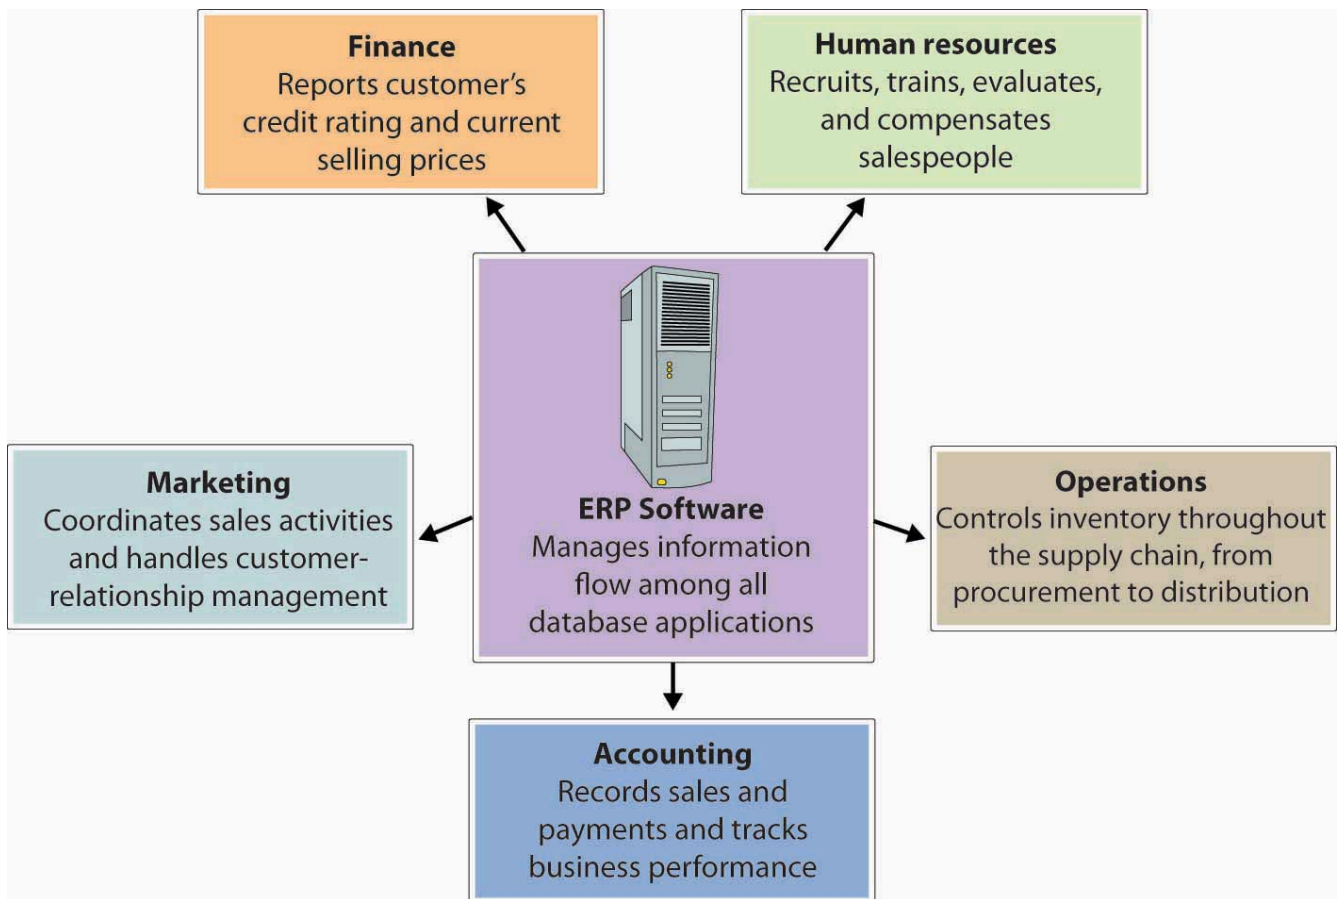 Finance
Reports customer’s
credit rating and current
selling prices
Human resources
Recruits, trains, evaluates,
and compensates
salespeople
Marketing
Coordinates sales activities
and handles customer-
relationship management
ERP Software
Manages information
flow among all
database applications
Operations
Controls inventory throughout
the supply chain, from
procurement to distribution
Accounting
Records sales and
payments and tracks
business performance